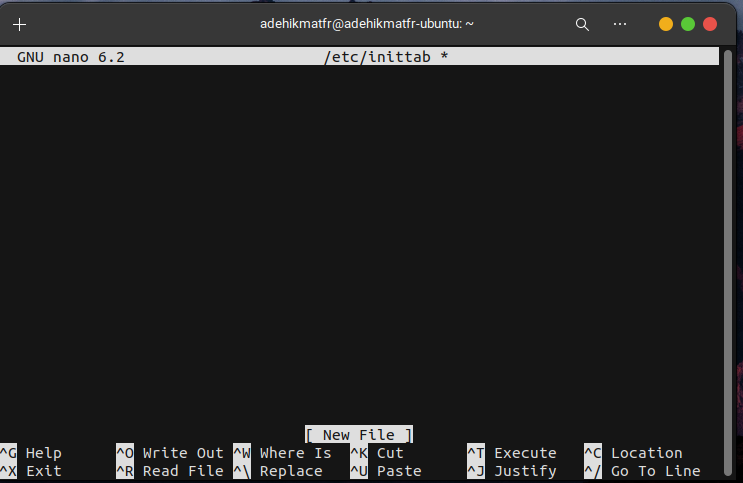 adehikmatfr@adehikmatfr-ubuntu: ~
GNU nano 6.2 /etc/inittab *
[ New File ]
^G Help ^O Write Out ^W Where Is ^K Cut ^T Execute ^C Location
^X Exit ^R Read File ^\ Replace ^U Paste ^J Justify ^/ Go To Line